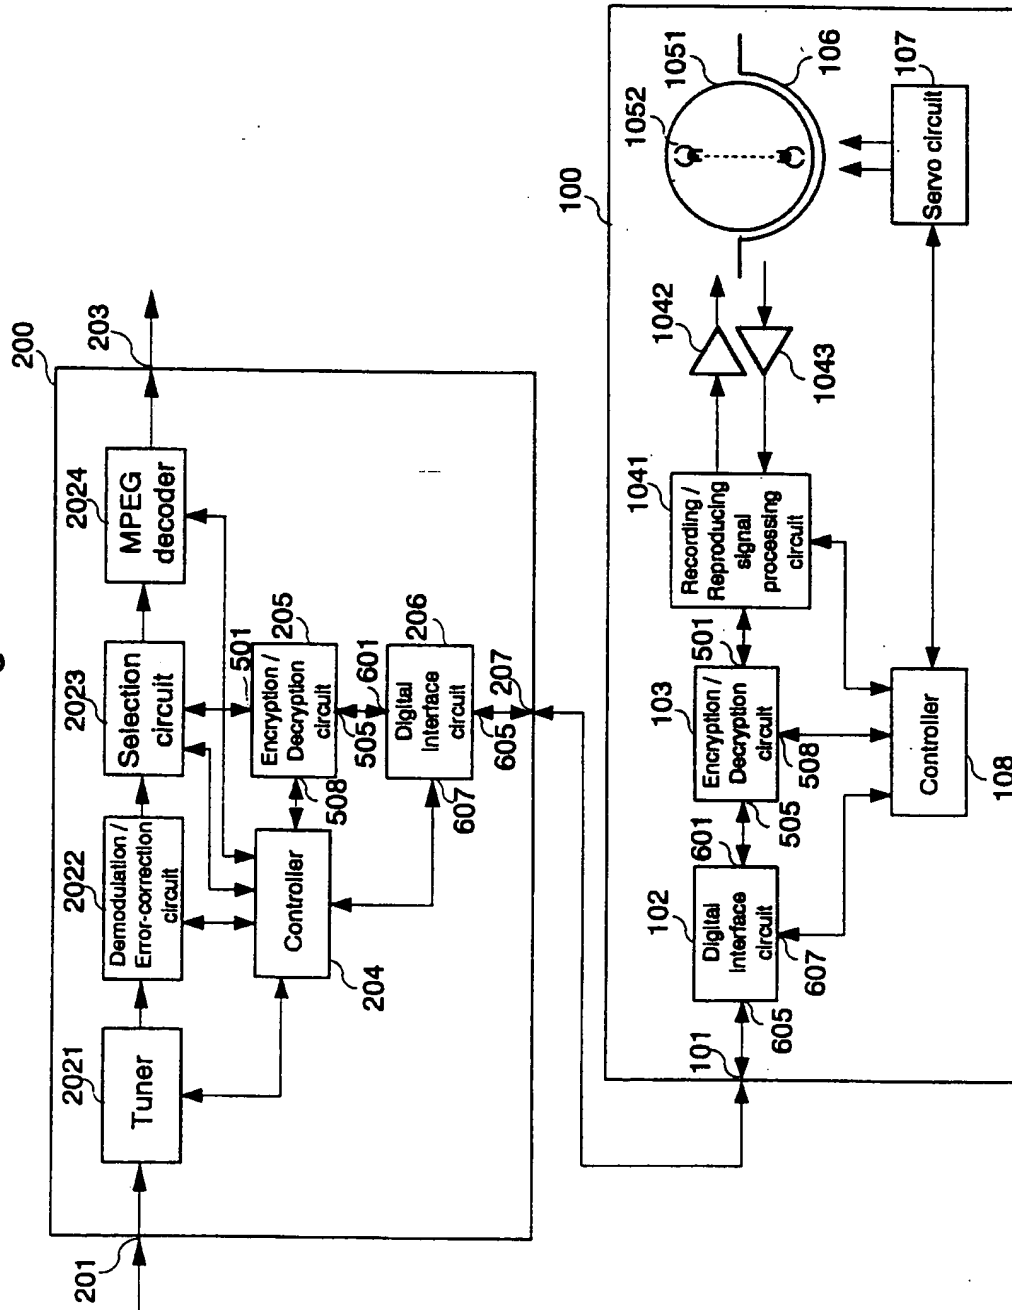 200
201
2021
Tuner
2022
Demodulation /
Error-correction
circuit
2023
Selection
circuit
2024
MPEG
decoder
203
Controller
204
501
Encryption /
Decryption
circuit
205
508
505
601
Digital
Interface
circuit
206
607
605
207
100
101
605
102
Digital
Interface
circuit
601
607
505
103
Encryption /
Decryption
circuit
501
508
1041
Recording /
Reproducing
signal
processing
circuit
1042
1043
1052
1051
106
107
Servo circuit
Controller
108